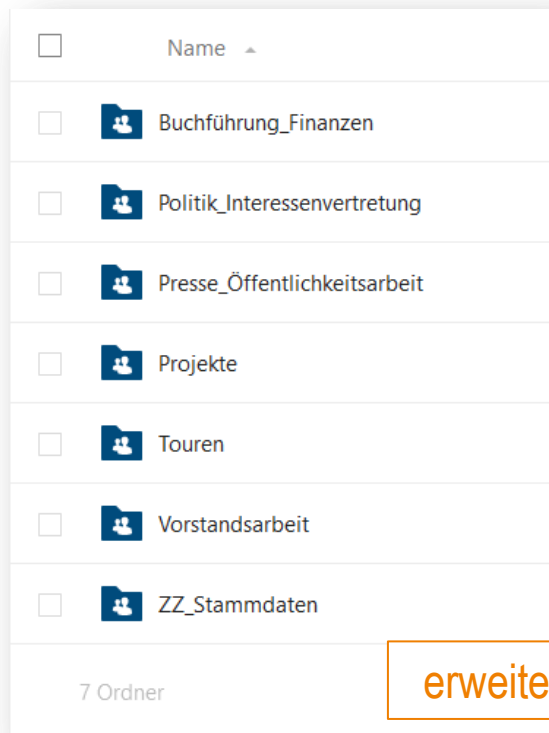 Name
Buchführung_Finanzen
Politik_Interessenvertretung
Presse_Öffentlichkeitsarbeit
Projekte
Touren
Vorstandsarbeit
ZZ_Stammdaten
7 Ordner
erweite